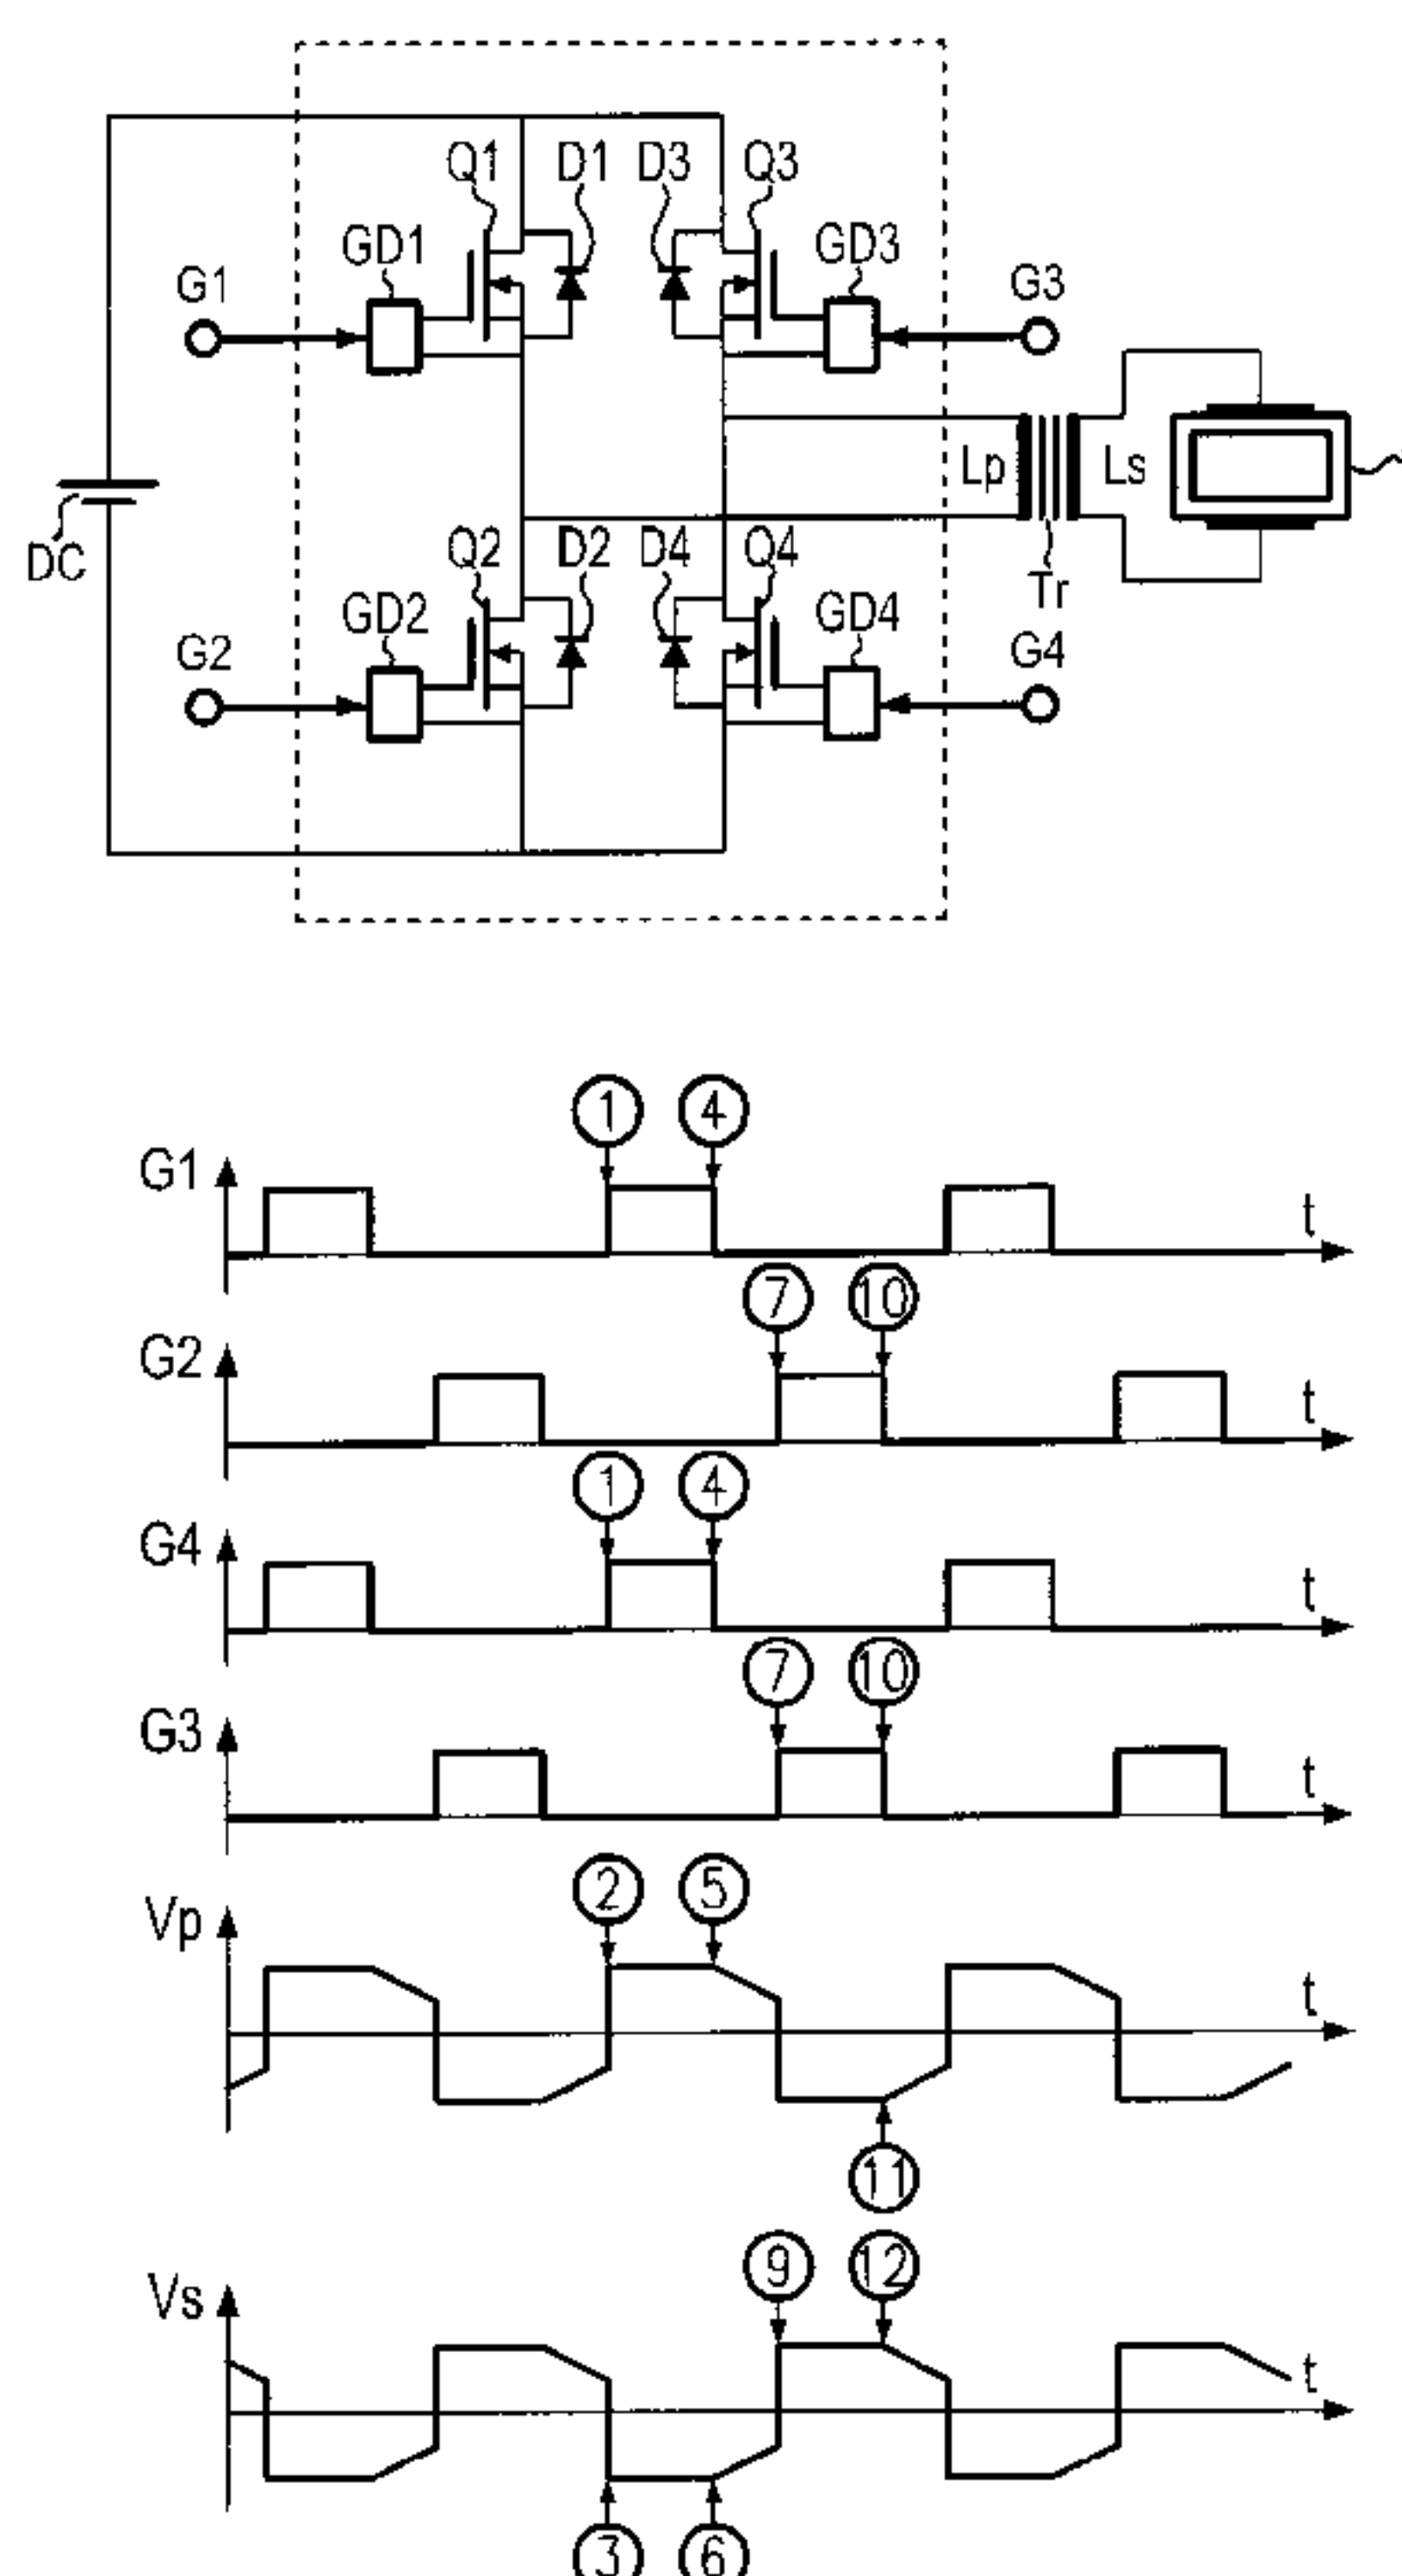 Q1 D1 D3 Q3
GD1 GD3
G1 G3
Lp Ls
DC
Q2 D2 D4 Q4
Tr
GD2 GD4
G2 G4
1 4
G1 t
7 10
G2 t
1 4
G4 t
7 10
G3 t
2 5
Vp t
11
9 12
Vs t
3 6